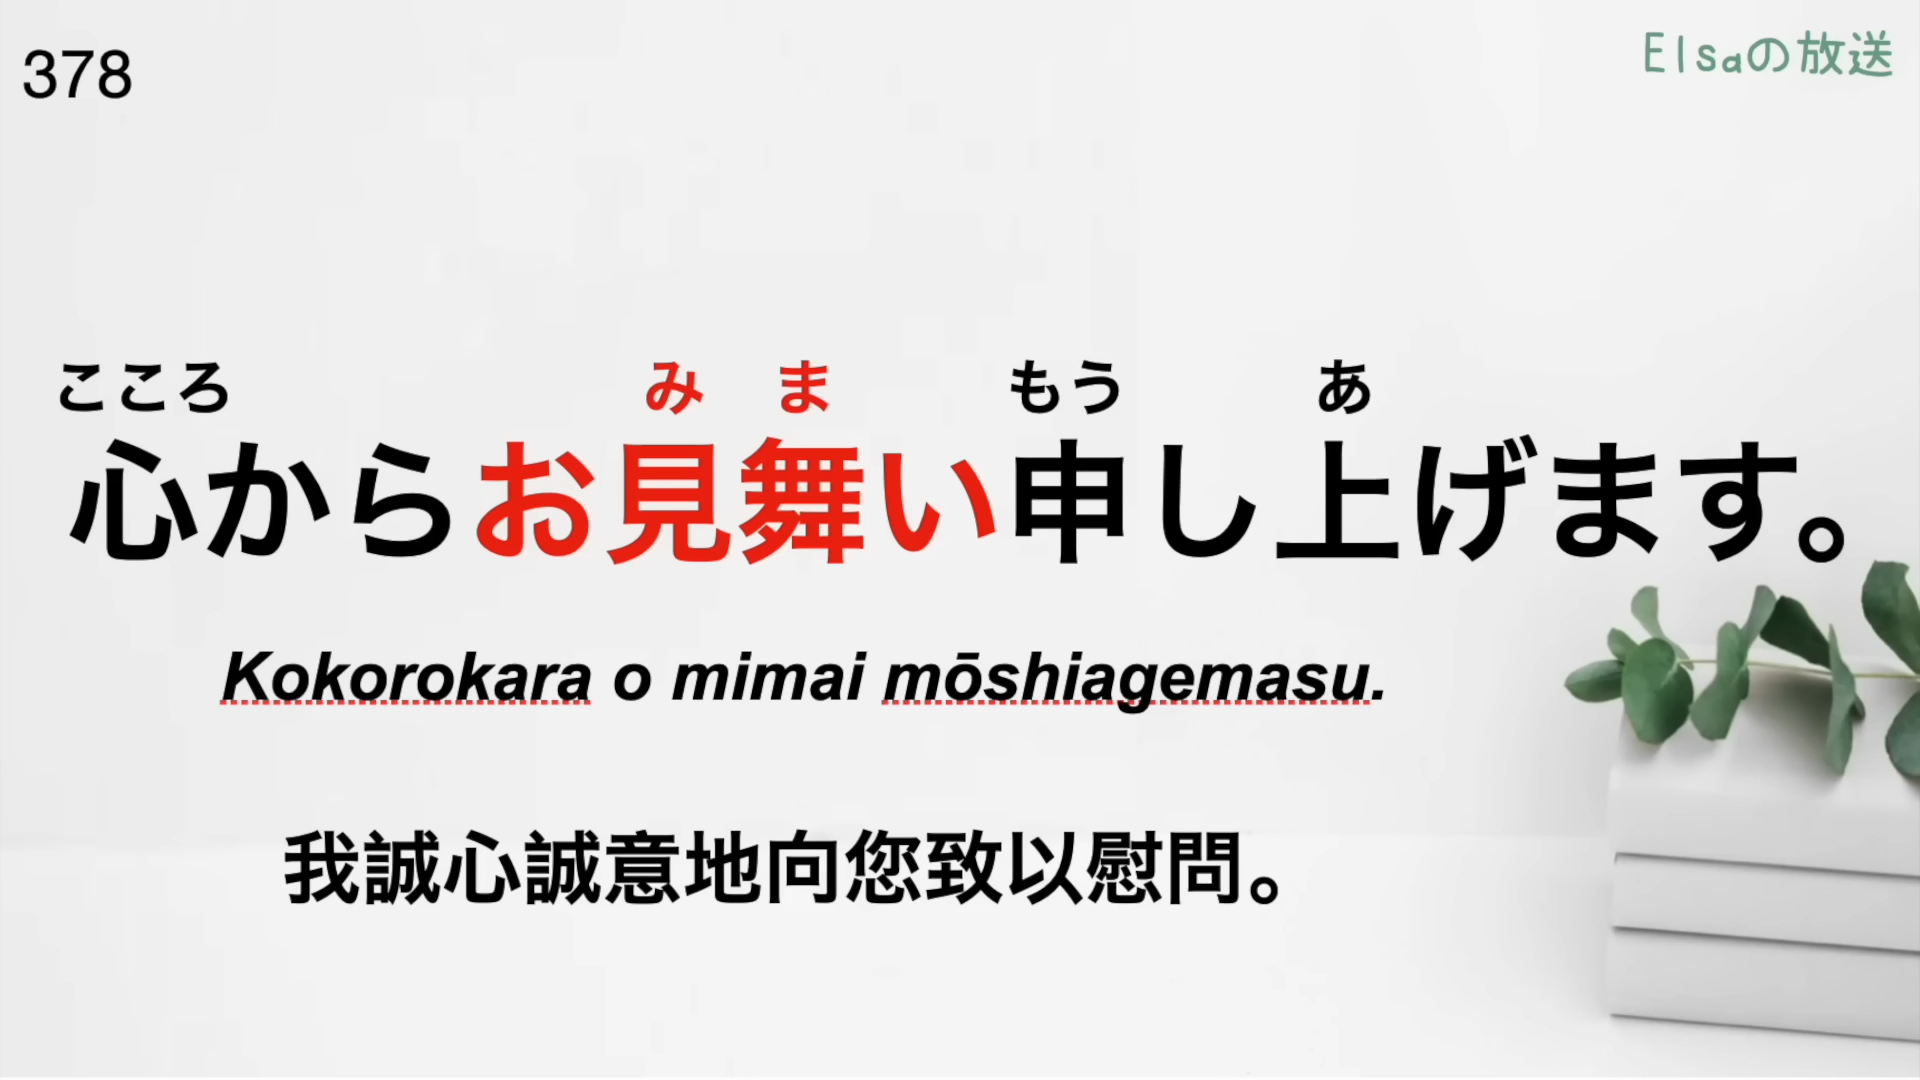 378
Elsaの放送
こころ み ま もう あ
心からお見舞い申し上げます。
Kokorokara o mimai mōshiagemasu.
我誠心誠意地向您致以慰問。